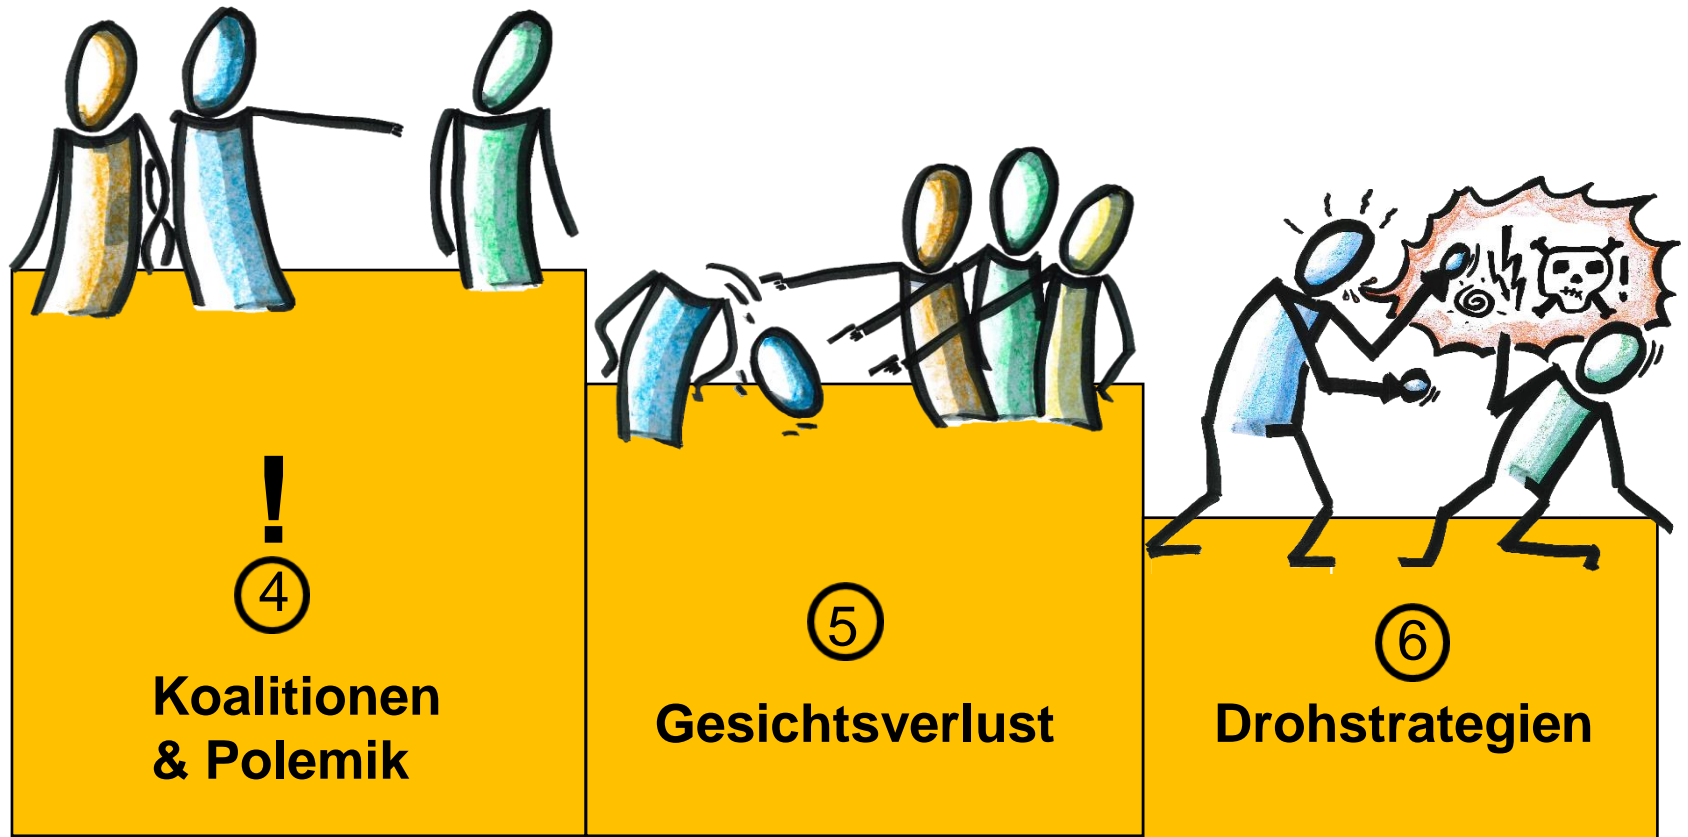 !
!
4
Koalitionen
& Polemik
5
Gesichtsverlust
6
Drohstrategien